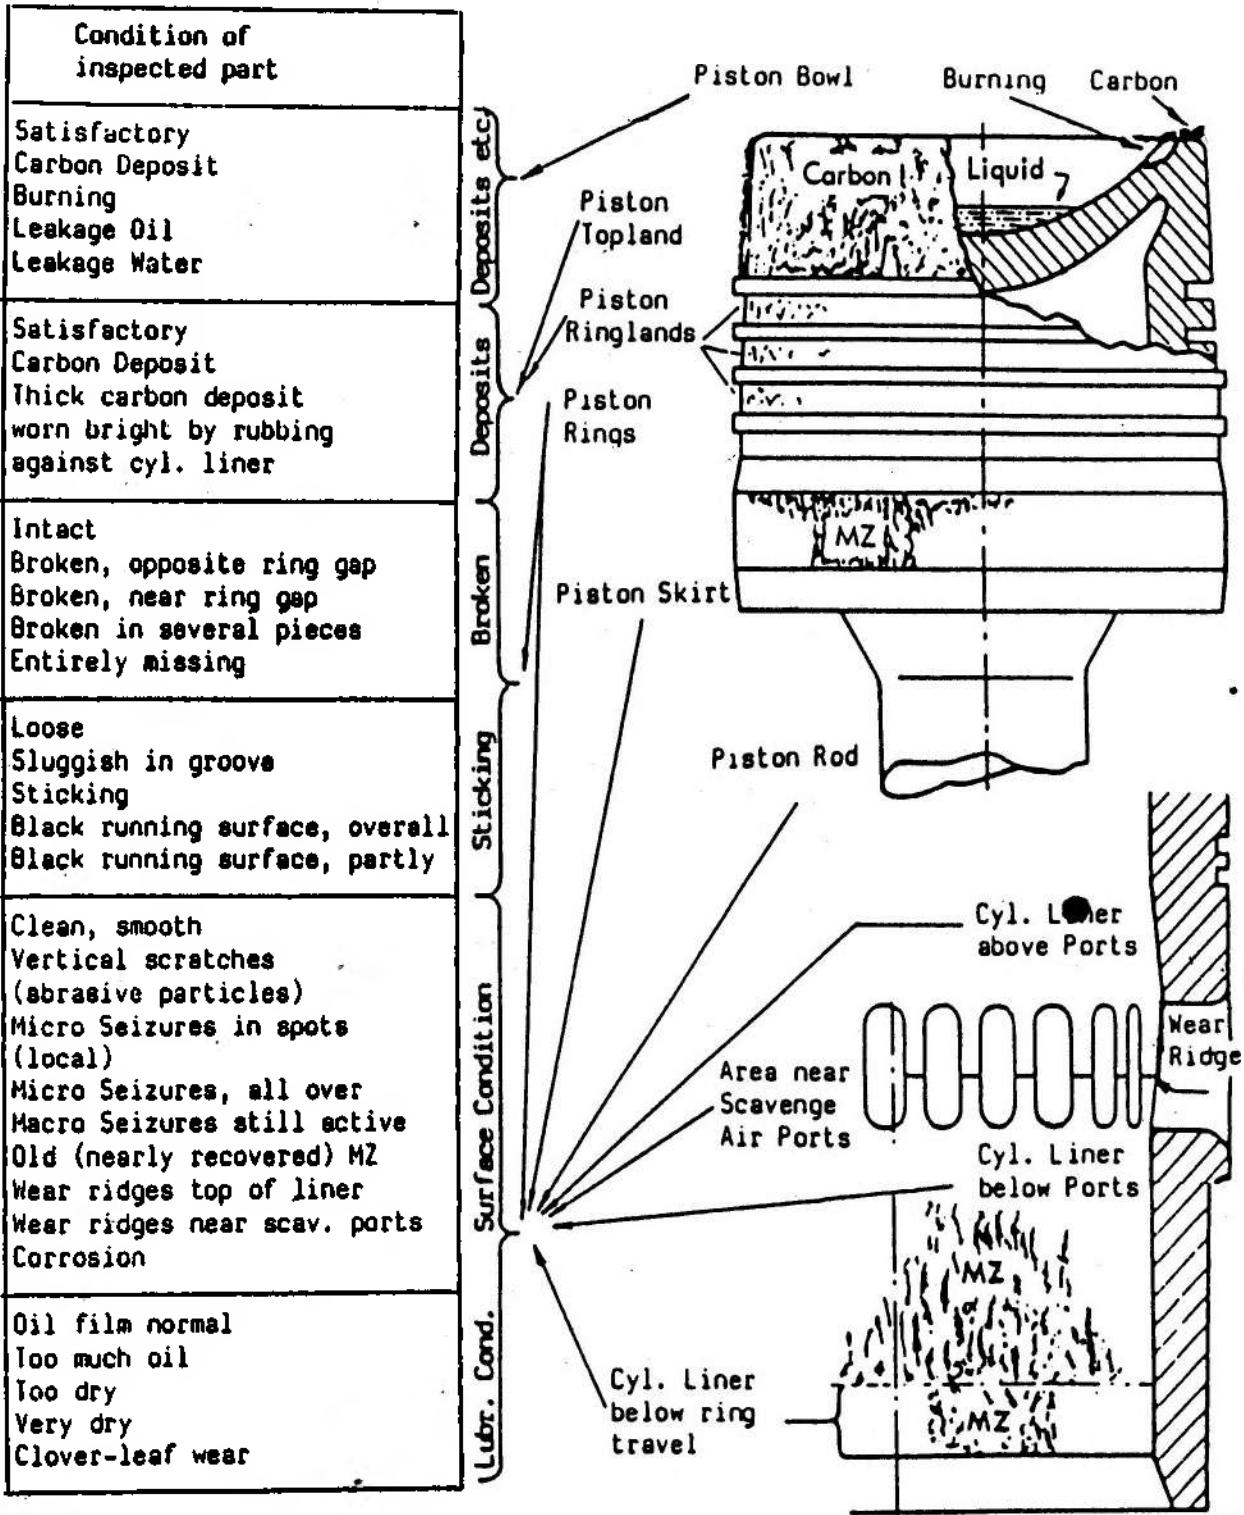 Condition of
inspected part
Satisfactory
Carbon Deposit
Burning
Leakage Oil
Leakage Water
Deposits etc.
Satisfactory
Carbon Deposit
Thick carbon deposit
worn bright by rubbing
against cyl. liner
Deposits
Intact
Broken, opposite ring gap
Broken, near ring gap
Broken in several pieces
Entirely missing
Broken
Loose
Sluggish in groove
Sticking
Black running surface, overall
Black running surface, partly
Sticking
Clean, smooth
Vertical scratches
(abrasive particles)
Micro Seizures in spots
(local)
Micro Seizures, all over
Macro Seizures still active
Old (nearly recovered) MZ
Wear ridges top of liner
Wear ridges near scav. ports
Corrosion
Surface Condition
Oil film normal
Too much oil
Too dry
Very dry
Clover-leaf wear
Lubr. Cond.
Piston Bowl
Burning
Carbon
Carbon
Liquid
Piston
Topland
Piston
Ringlands
Piston
Rings
MZ
Piston Skirt
Piston Rod
Cyl. Liner
above Ports
Wear
Ridge
Area near
Scavenge
Air Ports
Cyl. Liner
below Ports
MZ
MZ
Cyl. Liner
below ring
travel